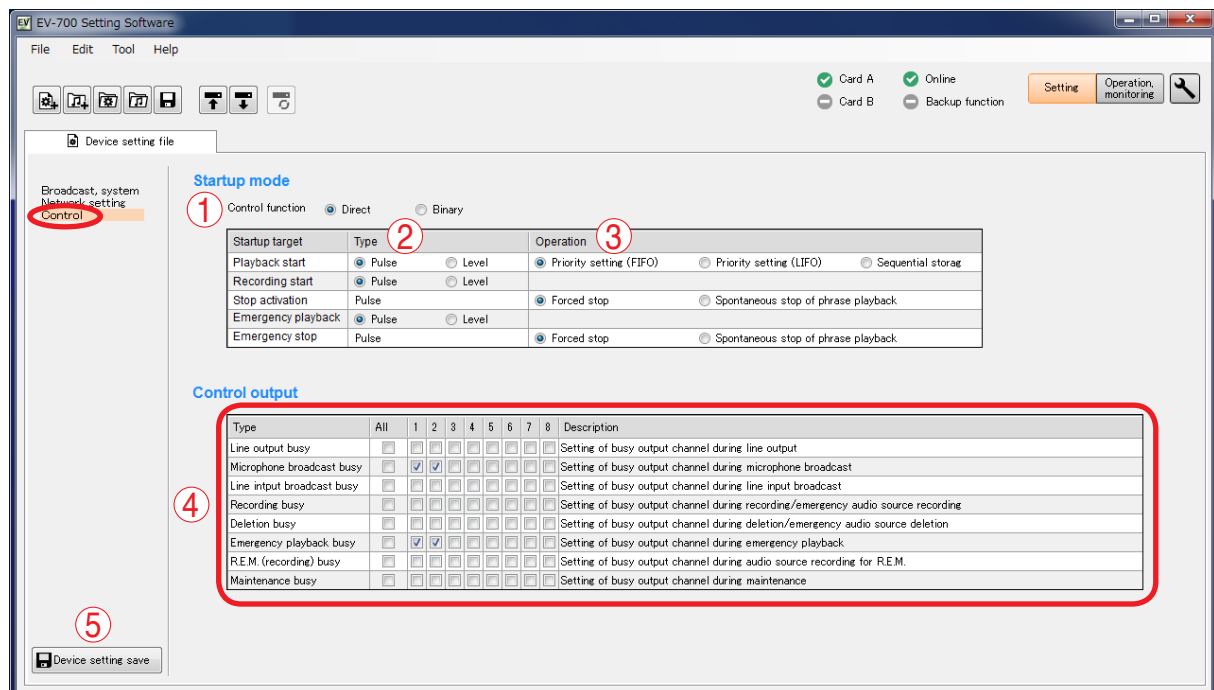 EV EV-700 Setting Software
File Edit Tool Help
Card A Online
Card B Backup function
Setting
Operation, monitoring
Device setting file
Broadcast, system
Network setting
Control
Startup mode
① Control function Direct Binary
Startup target Type ② Operation ③
Playback start Pulse Level Priority setting (FIFO) Priority setting (LIFO) Sequential storag
Recording start Pulse Level
Stop activation Pulse Forced stop Spontaneous stop of phrase playback
Emergency playback Pulse Level
Emergency stop Pulse Forced stop Spontaneous stop of phrase playback
Control output
④
Type All 1 2 3 4 5 6 7 8 Description
Line output busy Setting of busy output channel during line output
Microphone broadcast busy Setting of busy output channel during microphone broadcast
Line intput broadcast busy Setting of busy output channel during line input broadcast
Recording busy Setting of busy output channel during recording/emergency audio source recording
Deletion busy Setting of busy output channel during deletion/emergency audio source deletion
Emergency playback busy Setting of busy output channel during emergency playback
R.E.M. (recording) busy Setting of busy output channel during audio source recording for R.E.M.
Maintenance busy Setting of busy output channel during maintenance
⑤
Device setting save